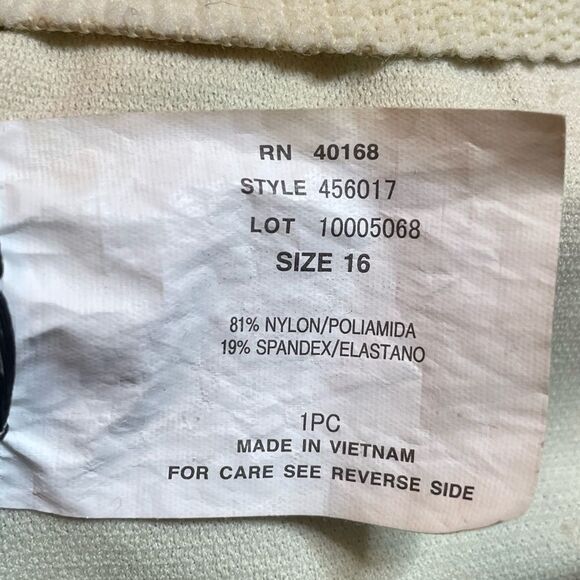 RN 40168
STYLE 456017
LOT 10005068
SIZE 16
81% NYLON/POLIAMIDA
19% SPANDEX/ELASTANO
1PC
MADE IN VIETNAM
FOR CARE SEE REVERSE SIDE